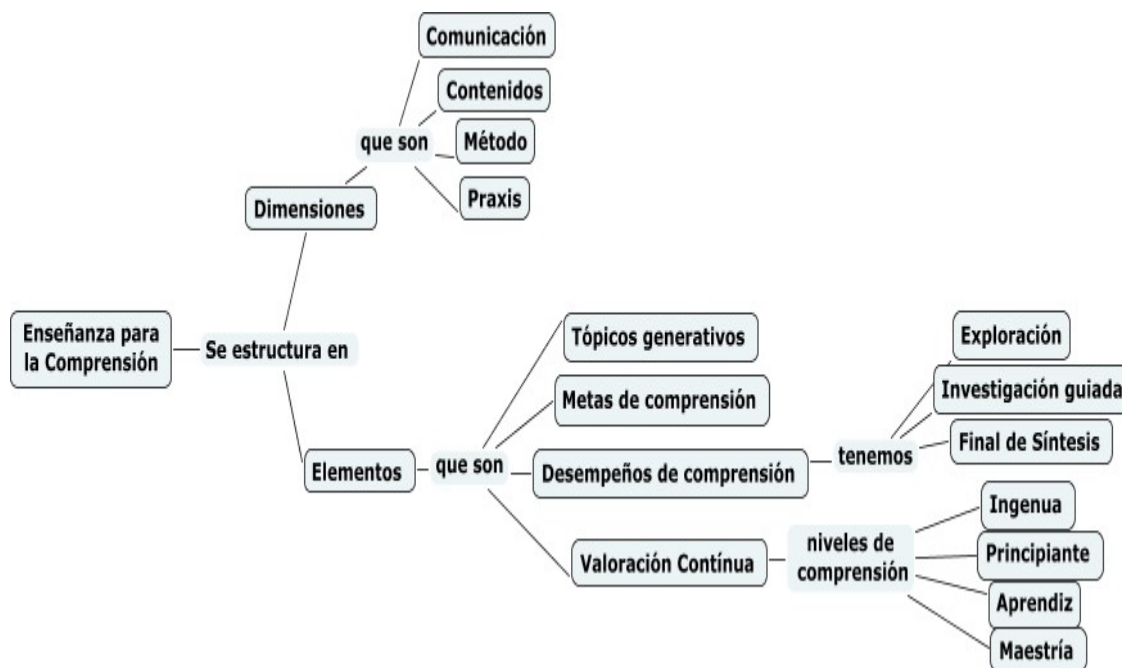 Comunicación
Contenidos
que son
Método
Praxis
Dimensiones
Enseñanza para
la Comprensión
Se estructura en
Tópicos generativos
Metas de comprensión
Elementos
que son
Desempeños de comprensión
tenemos
Exploración
Investigación guiada
Final de Síntesis
Valoración Contínua
niveles de
comprensión
Ingenua
Principiante
Aprendiz
Maestría